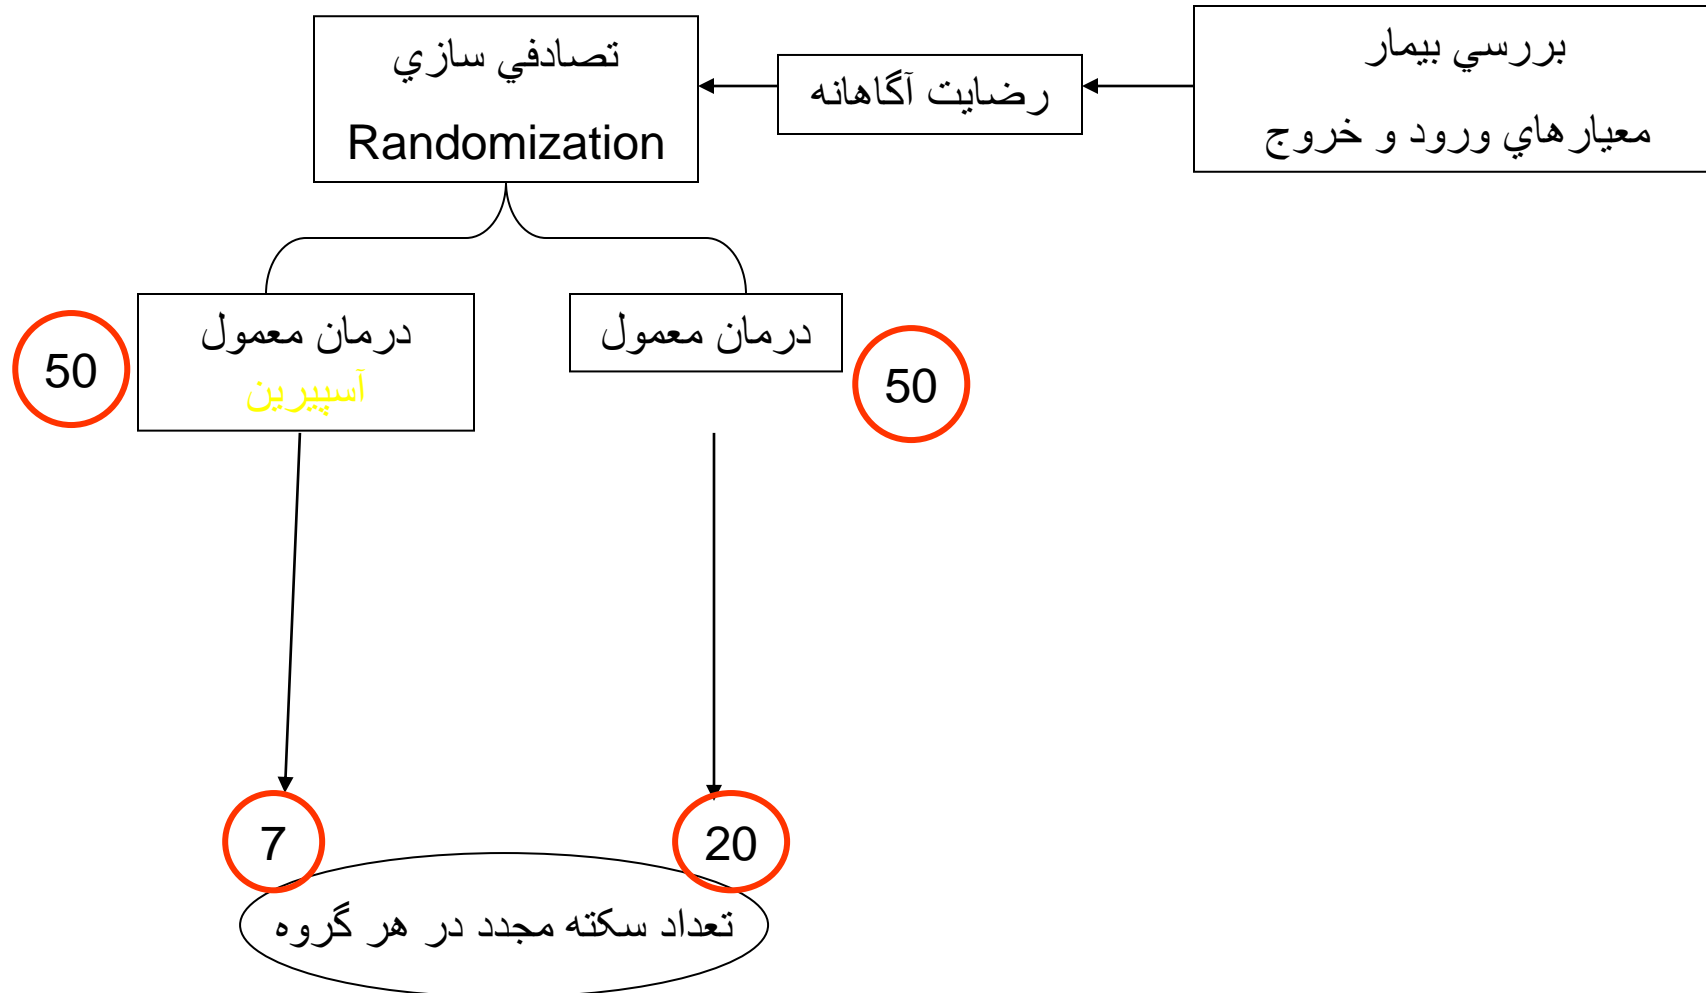 بررسي بيمار
معيارهاي ورود و خروج
رضايت آگاهانه
تصادفي سازي
Randomization
درمان معمول
50
درمان معمول
آسپيرين
50
20
7
تعداد سكته مجدد در هر گروه